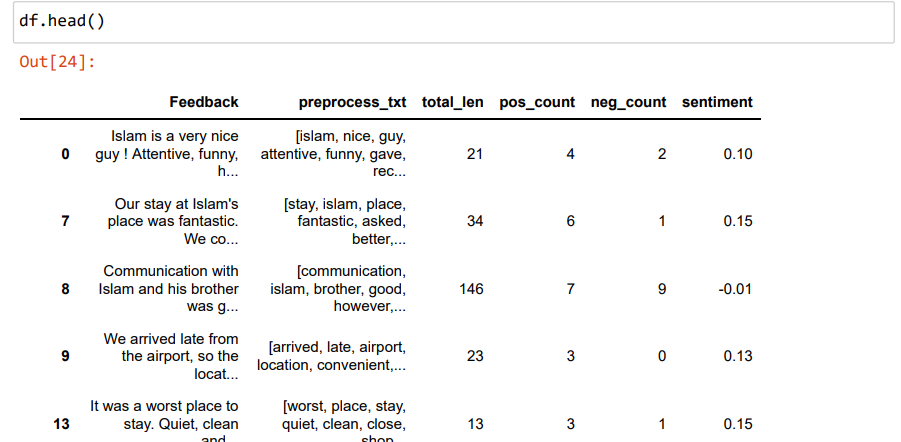 df.head()
Out[24]:
Feedback preprocess_txt total_len pos_count neg_count sentiment
Islam is a very nice [islam, nice, guy,
0 guy ! Attentive, funny, attentive, funny, gave, 21 4 2 0.10
h... rec...
Our stay at Islam's [stay, islam, place,
7 place was fantastic. fantastic, asked, 34 6 1 0.15
We co... better,...
Communication with [communication,
8 Islam and his brother islam, brother, good, 146 7 9 -0.01
was g... however,...
We arrived late from [arrived, late, airport,
9 the airport, so the location, convenient,... 23 3 0 0.13
locat...
It was a worst place to [worst, place, stay,
13 stay. Quiet, clean quiet, clean, close, 13 3 1 0.15
and... shop...